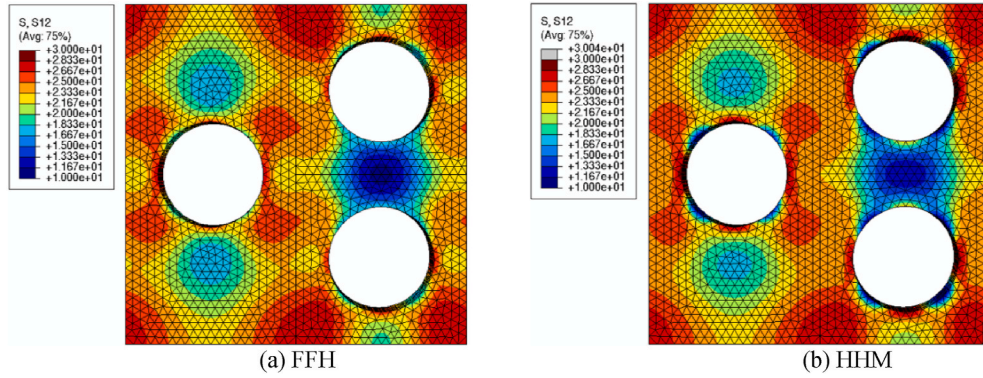 S, S12
(Avg: 75%)
+3.000e+01
+2.833e+01
+2.667e+01
+2.500e+01
+2.333e+01
+2.167e+01
+2.000e+01
+1.833e+01
+1.667e+01
+1.500e+01
+1.333e+01
+1.167e+01
+1.000e+01
(a) FFH
S, S12
(Avg: 75%)
+3.004e+01
+3.000e+01
+2.833e+01
+2.667e+01
+2.500e+01
+2.333e+01
+2.167e+01
+2.000e+01
+1.833e+01
+1.667e+01
+1.500e+01
+1.333e+01
+1.167e+01
+1.000e+01
(b) HHM